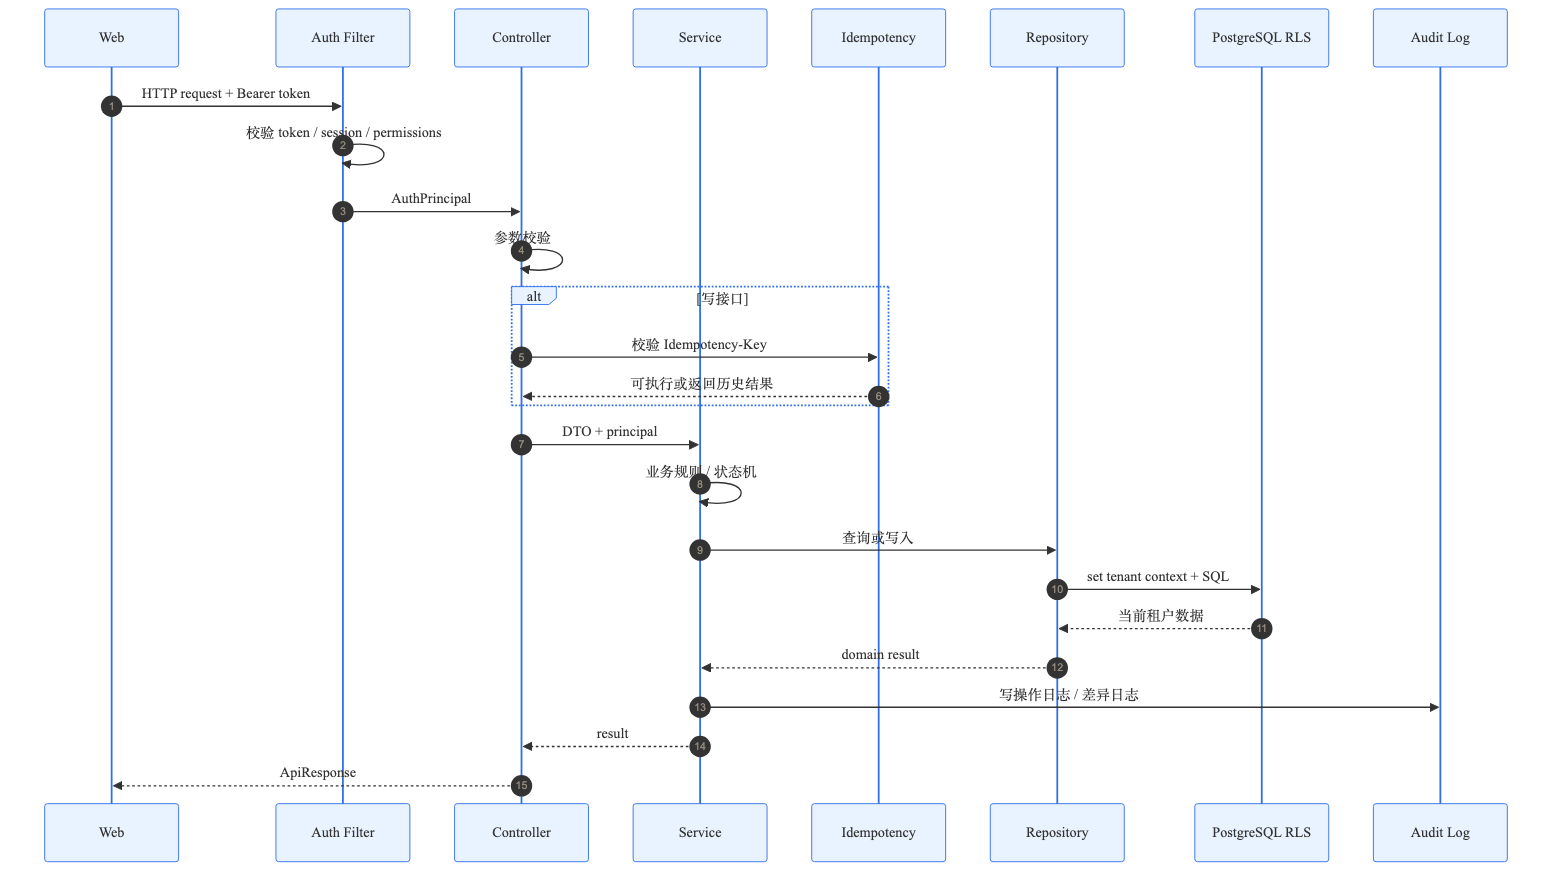 Web
Auth Filter
Controller
Service
Idempotency
Repository
PostgreSQL RLS
Audit Log
HTTP request + Bearer token
1
校验 token / session / permissions
2
AuthPrincipal
3
参数校验
4
alt
[写接口]
校验 Idempotency-Key
5
可执行或返回历史结果
6
DTO + principal
7
业务规则 / 状态机
8
查询或写入
9
set tenant context + SQL
10
当前租户数据
11
domain result
12
写操作日志 / 差异日志
13
result
14
ApiResponse
15
Web
Auth Filter
Controller
Service
Idempotency
Repository
PostgreSQL RLS
Audit Log